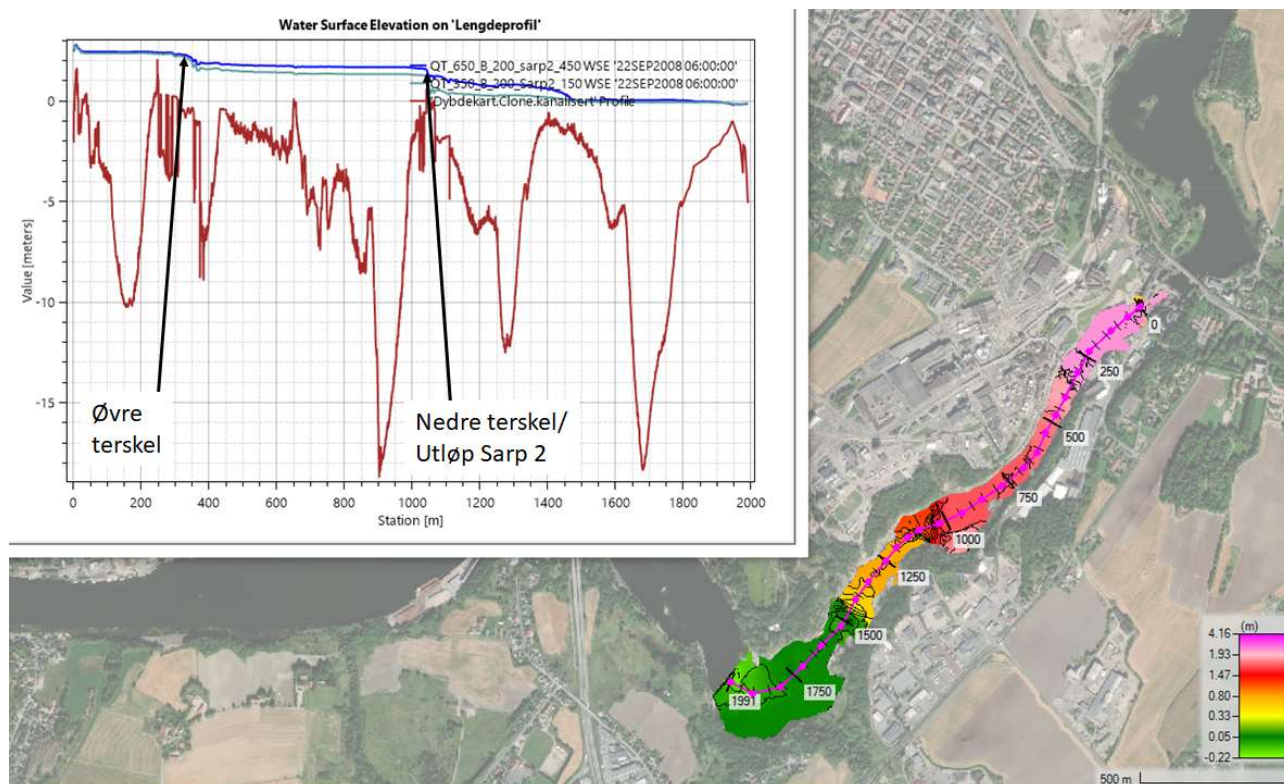 Water Surface Elevation on 'Lengdeprofil'
QT_650_B_200_sarp2_450 WSE '22SEP2008 06:00:00'
QT_350_B_200_Sarp2_150 WSE '22SEP2008 06:00:00'
'Dybdekart.Clone.kanalisert' Profile
Value [meters]
0
-5
-10
-15
Øvre
terskel
Nedre terskel/
Utløp Sarp 2
0 200 400 600 800 1000 1200 1400 1600 1800 2000
Station [m]
0
250
500
750
1000
1250
1500
1750
1991
(m)
4.16
1.93
1.47
0.80
0.33
-0.05
-0.22
500 m